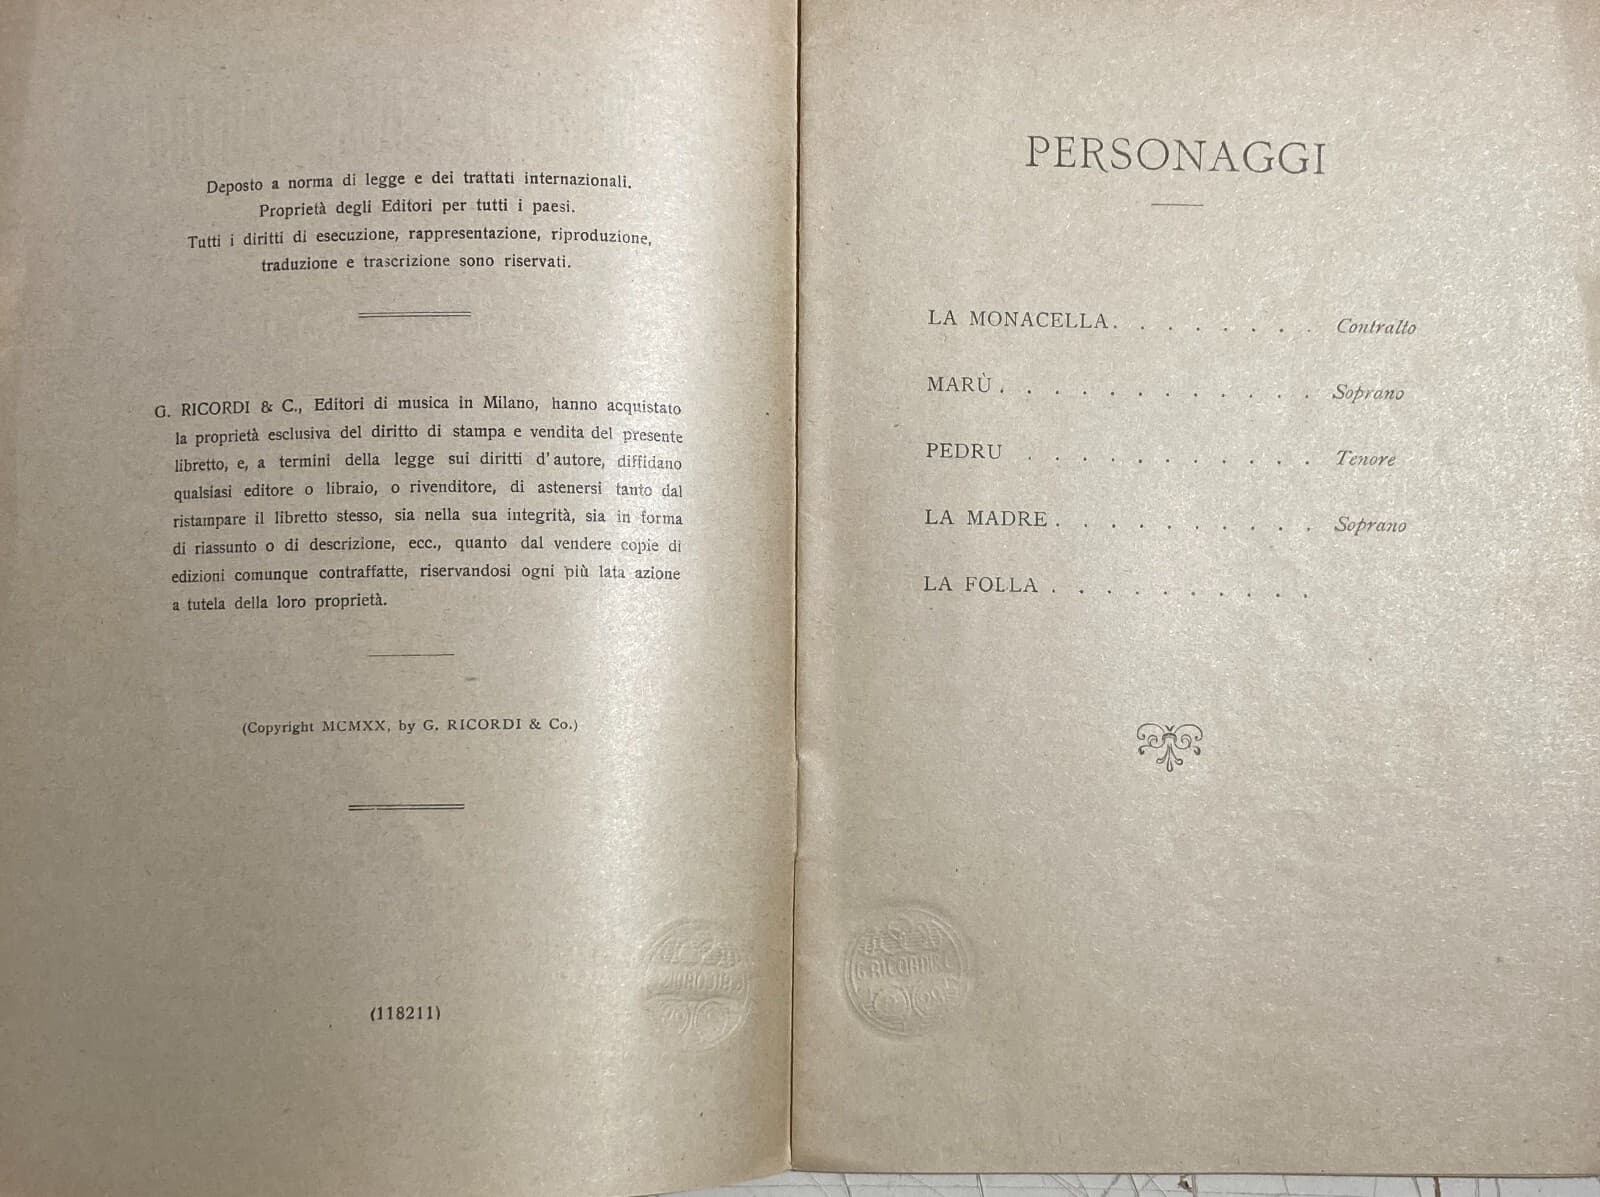 Deposto a norma di legge e dei trattati internazionali.
Proprietà degli Editori per tutti i paesi.
Tutti i diritti di esecuzione, rappresentazione, riproduzione,
traduzione e trascrizione sono riservati.
G. RICORDI & C., Editori di musica in Milano, hanno acquistato
la proprietà esclusiva del diritto di stampa e vendita del presente
libretto, e, a termini della legge sui diritti d'autore, diffidano
qualsiasi editore o libraio, o rivenditore, di astenersi tanto dal
ristampare il libretto stesso, sia nella sua integrità, sia in forma
di riassunto o di descrizione, ecc., quanto dal vendere copie di
edizioni comunque contraffatte, riservandosi ogni più lata azione
a tutela della loro proprietà.
(Copyright MCMXX, by G. RICORDI & Co.)
(118211)
PERSONAGGI
LA MONACELLA . . . . . . . . Contralto
MARÙ . . . . . . . . . . . . Soprano
PEDRU . . . . . . . . . . . Tenore
LA MADRE . . . . . . . . . . Soprano
LA FOLLA . . . . . . . . . .
G. RICORDI & C.